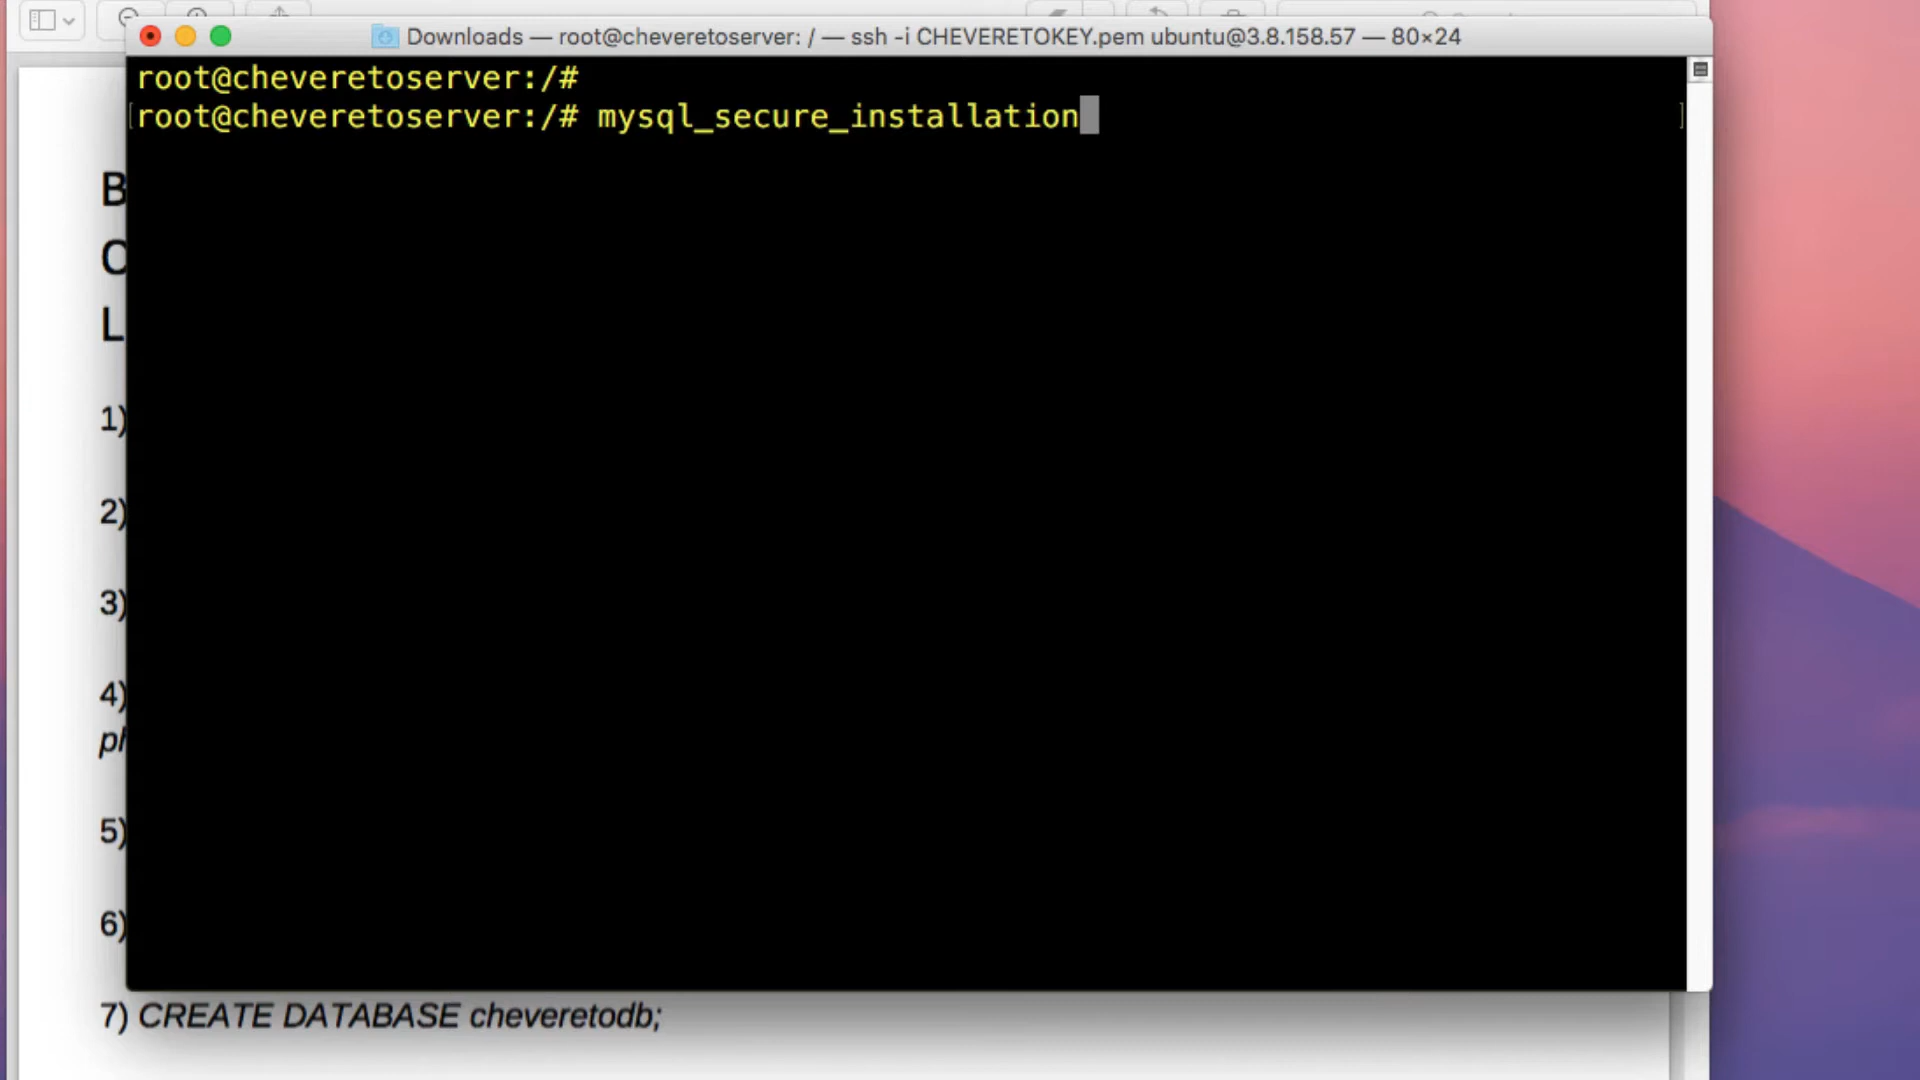 Downloads — root@cheveretoserver: / — ssh -i CHEVERETOKEY.pem ubuntu@3.8.158.57 — 80×24
root@cheveretoserver:/#
root@cheveretoserver:/# mysql_secure_installation
B
C
L
1)
2)
3)
4)
5)
6)
7) CREATE DATABASE cheveretodb;